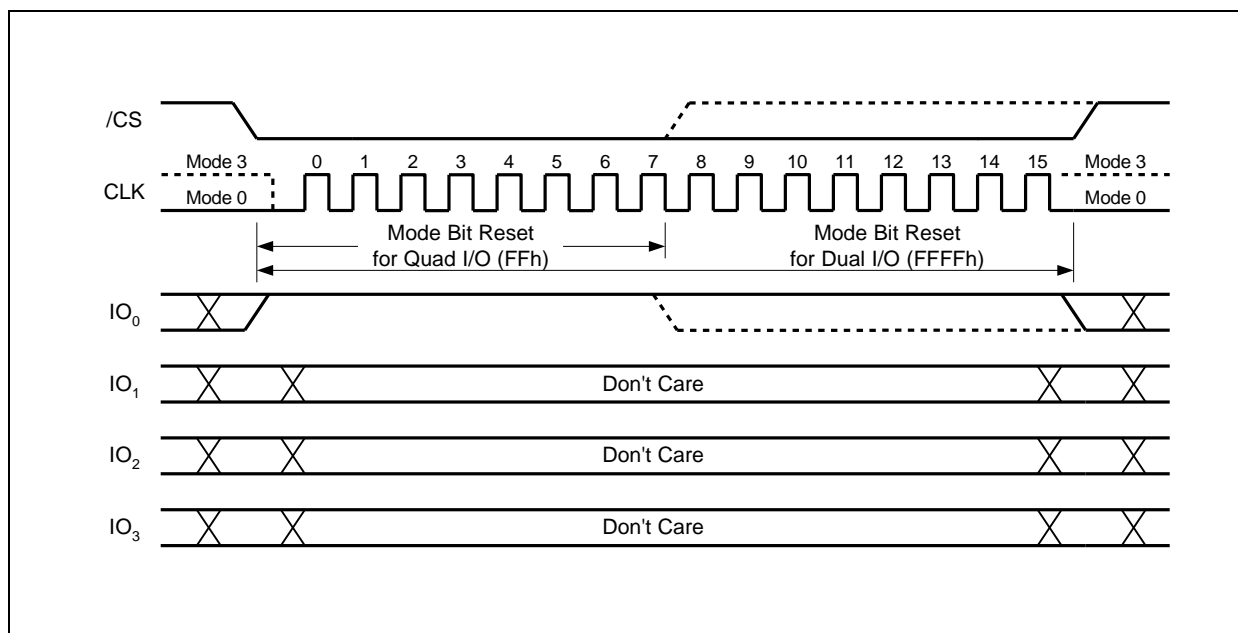 /CS
Mode 3 0 1 2 3 4 5 6 7 8 9 10 11 12 13 14 15 Mode 3
CLK
Mode 0 Mode 0
Mode Bit Reset
for Quad I/O (FFh)
Mode Bit Reset
for Dual I/O (FFFFh)
IO₀
IO₁ Don't Care
IO₂ Don't Care
IO₃ Don't Care